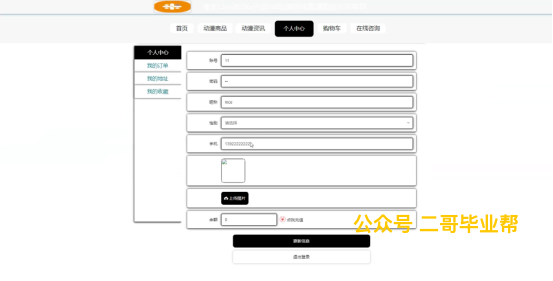 首页 动漫商品 动漫资讯 个人中心 购物车 在线咨询
个人中心
我的订单
我的地址
我的收藏
账号 11
密码
昵称
性别 请选择
手机
上传图片
余额 0 点我充值
更新信息
退出登录
公众号 二哥毕业帮